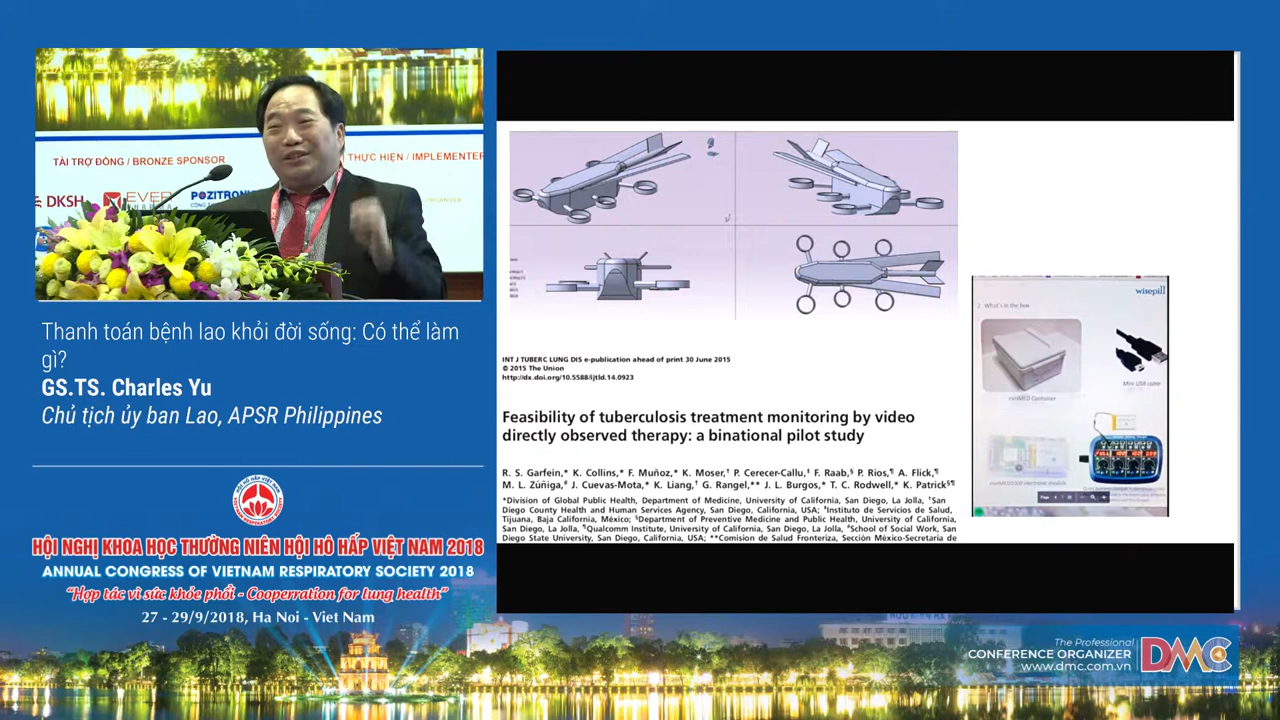 TÀI TRỢ ĐỒNG / BRONZE SPONSOR
THỰC HIỆN / IMPLEMENTER
DKSH
EVER
POZITRONI
Thanh toán bệnh lao khỏi đời sống: Có thể làm
gì?
GS.TS. Charles Yu
Chủ tịch ủy ban Lao, APSR Philippines
HỘI NGHỊ KHOA HỌC THƯỜNG NIÊN HỘI HÔ HẤP VIỆT NAM 2018
ANNUAL CONGRESS OF VIETNAM RESPIRATORY SOCIETY 2018
"Hợp tác vì sức khỏe phổi - Cooperration for lung health"
27 - 29/9/2018, Ha Noi - Viet Nam
INT J TUBERC LUNG DIS e-publication ahead of print 30 June 2015
© 2015 The Union
http://dx.doi.org/10.5588/ijtld.14.0923
Feasibility of tuberculosis treatment monitoring by video
directly observed therapy: a binational pilot study
R. S. Garfein,* K. Collins,* F. Muñoz,* K. Moser,† P. Cerecer-Callu,‡ F. Raab,§ P. Rios,¶ A. Flick,¶
M. L. Zúñiga,# J. Cuevas-Mota,* K. Liang,† G. Rangel,** J. L. Burgos,* T. C. Rodwell,* K. Patrick§¶
*Division of Global Public Health, Department of Medicine, University of California, San Diego, La Jolla, †San
Diego County Health and Human Services Agency, San Diego, California, USA; ‡Instituto de Servicios de Salud,
Tijuana, Baja California, México; §Department of Preventive Medicine and Public Health, University of California,
San Diego, La Jolla, ¶Qualcomm Institute, University of California, San Diego, La Jolla, #School of Social Work, San
Diego State University, San Diego, California, USA; **Comision de Salud Fronteriza, Sección México-Secretaria de
wisepill
2 What's in the box
evriMED Container
Mini USB cable
The Professional
CONFERENCE ORGANIZER
www.dmc.com.vn
DMC